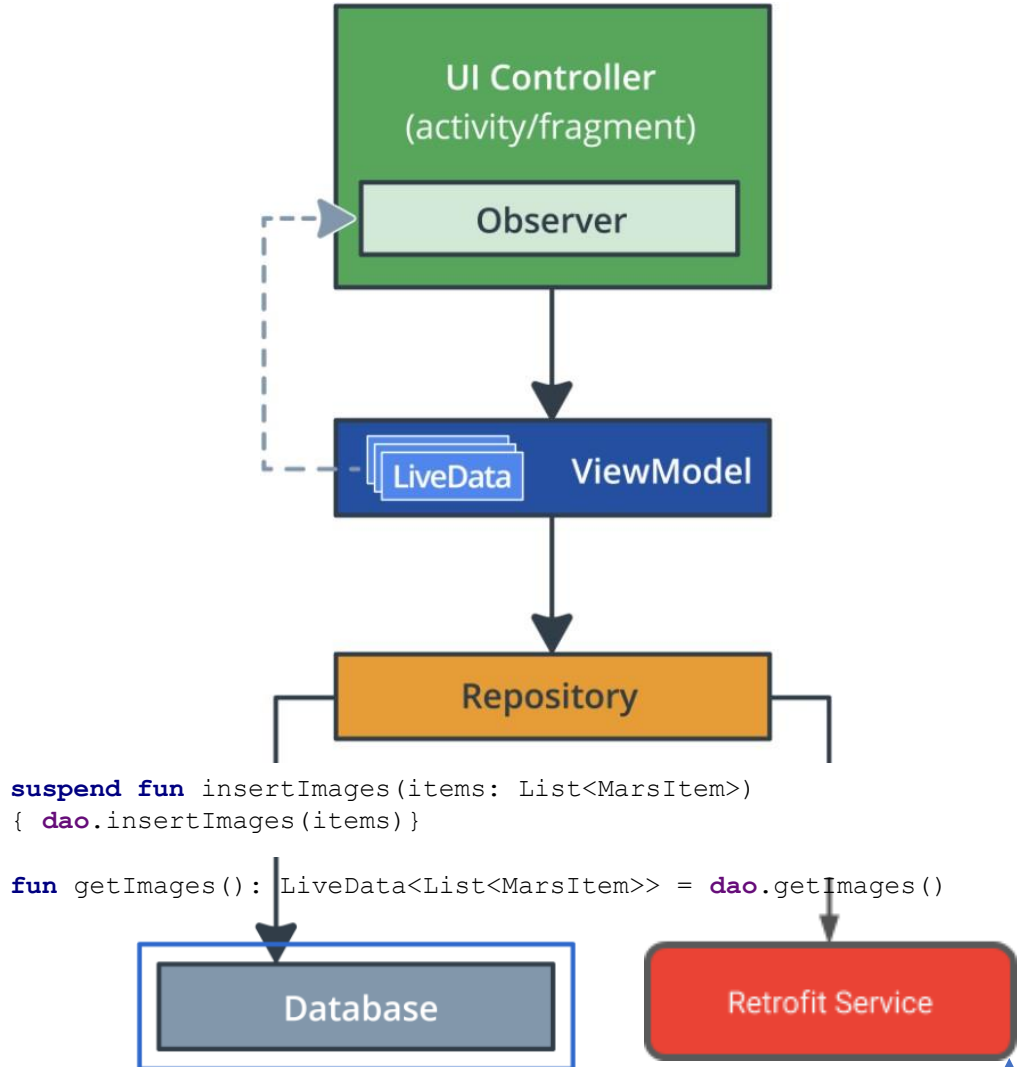 UI Controller
(activity/fragment)
Observer
LiveData
ViewModel
Repository
suspend fun insertImages(items: List<MarsItem>)
{ dao.insertImages(items)}
fun getImages(): LiveData<List<MarsItem>> = dao.getImages()
Database
Retrofit Service